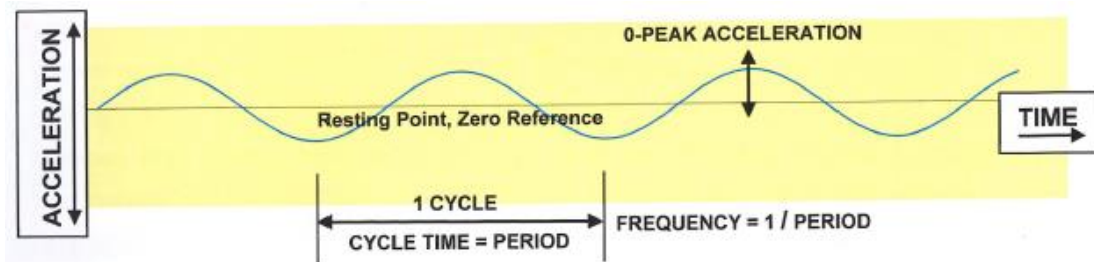 ACCELERATION
0-PEAK ACCELERATION
Resting Point, Zero Reference
TIME
1 CYCLE
CYCLE TIME = PERIOD
FREQUENCY = 1 / PERIOD